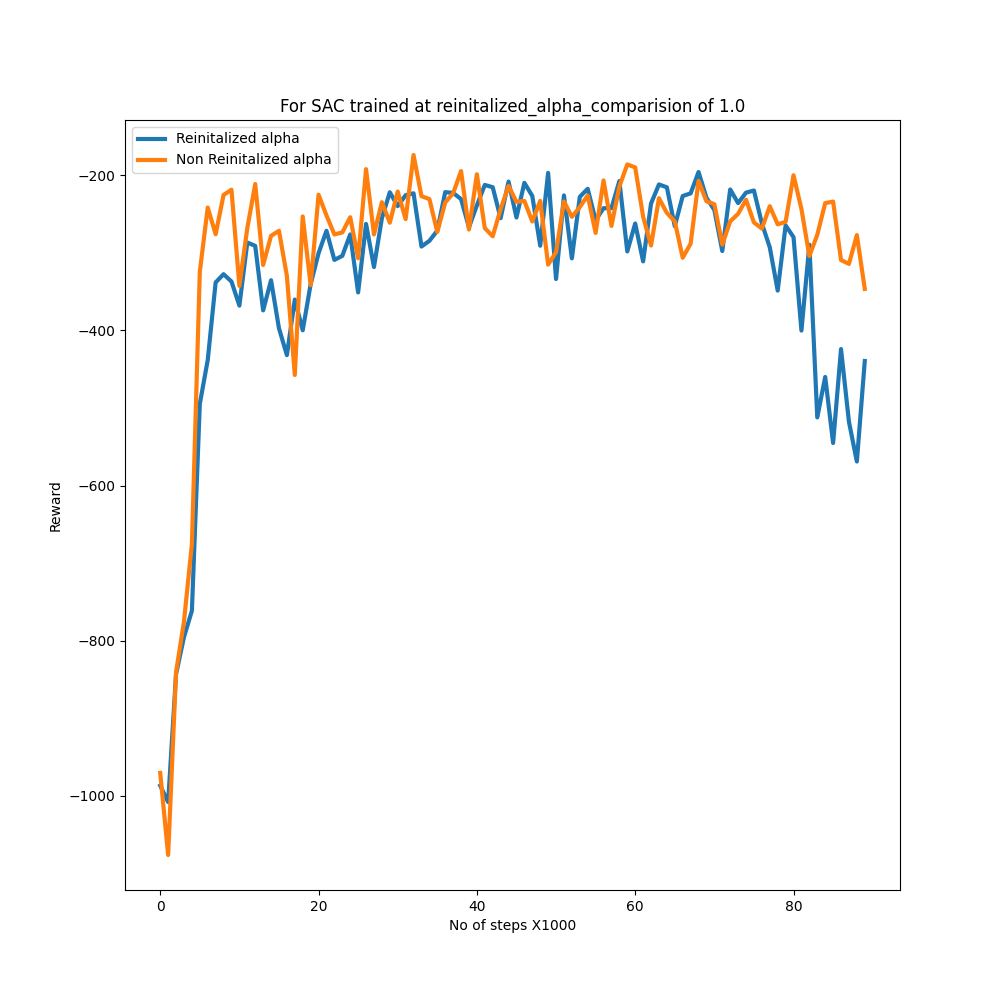 For SAC trained at reinitalized_alpha_comparision of 1.0
Reinitalized alpha
Non Reinitalized alpha
−200
−400
−600
−800
−1000
Reward
0 20 40 60 80
No of steps X1000